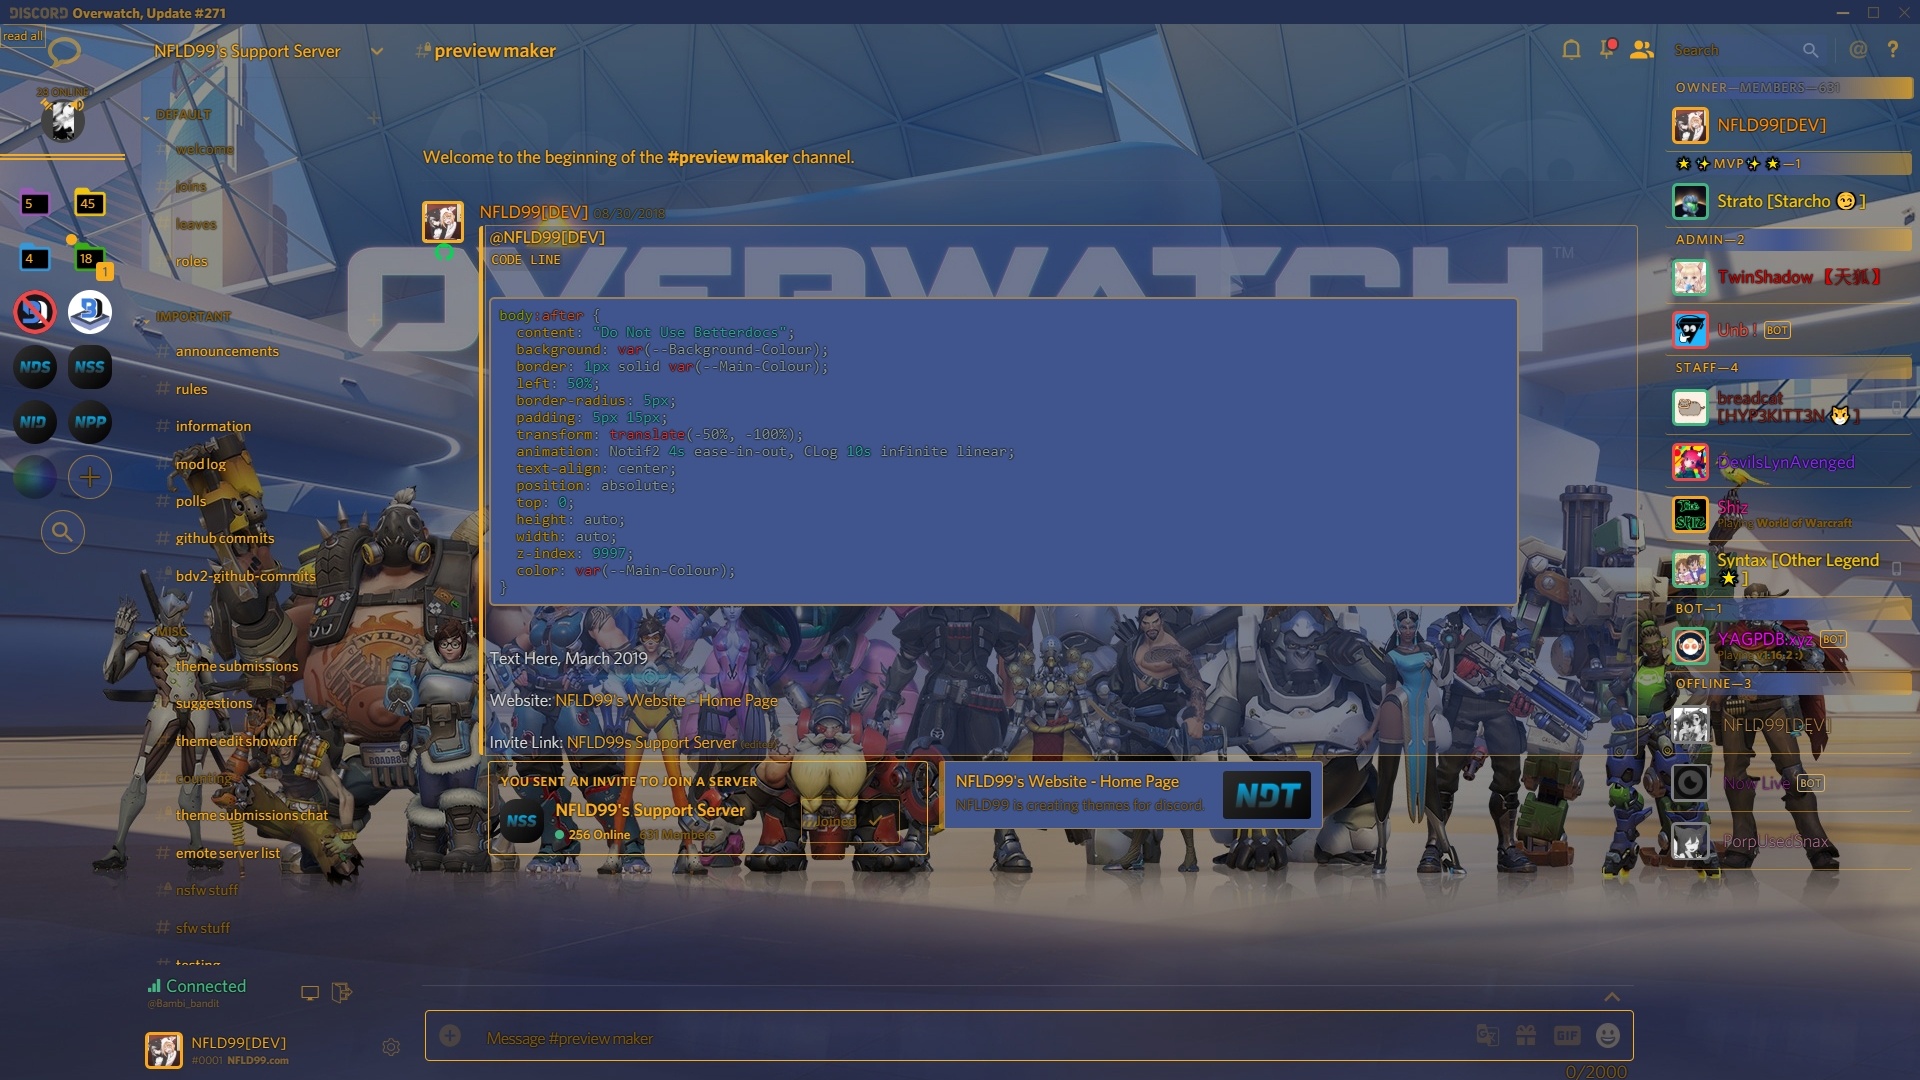 DISCORD Overwatch, Update #271
read all
NFLD99's Support Server
#preview maker
Search
28 ONLINE
DEFAULT
welcome
joins
leaves
roles
IMPORTANT
announcements
rules
information
mod log
polls
github commits
bdv2-github-commits
MISC
theme submissions
suggestions
theme edit showoff
counting
theme submissions chat
emote server list
nsfw stuff
sfw stuff
testing
5
45
4
18
1
NDS
NSS
NID
NPP
Connected
@Bambi_bandit
NFLD99[DEV]
#0001 NFLD99.com
Welcome to the beginning of the #preview maker channel.
NFLD99[DEV] 08/30/2018
@NFLD99[DEV]
CODE LINE
OVERWATCH TM
body:after {
content: "Do Not Use Betterdocs";
background: var(--Background-Colour);
border: 1px solid var(--Main-Colour);
left: 50%;
border-radius: 5px;
padding: 5px 15px;
transform: translate(-50%, -100%);
animation: Notif2 4s ease-in-out, CLog 10s infinite linear;
text-align: center;
position: absolute;
top: 0;
height: auto;
width: auto;
z-index: 9997;
color: var(--Main-Colour);
}
Text Here, March 2019
Website: NFLD99's Website - Home Page
Invite Link: NFLD99s Support Server (edited)
YOU SENT AN INVITE TO JOIN A SERVER
NSS
NFLD99's Support Server
256 Online 631 Members
Joined
NFLD99's Website - Home Page
NFLD99 is creating themes for discord.
NDT
Message #preview maker
GIF
0/2000
OWNER—MEMBERS—631
NFLD99[DEV]
MVP—1
Strato [Starcho 😏 ]
ADMIN—2
TwinShadow 【天狐】
Unb ! BOT
STAFF—4
breadcat
[HYP3KITT3N 🐱 ]
DevilsLynAvenged
Shiz
Playing World of Warcraft
Syntax [Other Legend
🌟 ]
BOT—1
YAGPDB.xyz BOT
Playing v1.16.2 :)
OFFLINE—3
NFLD99[DEV]
Now Live BOT
PorpUsedSnax